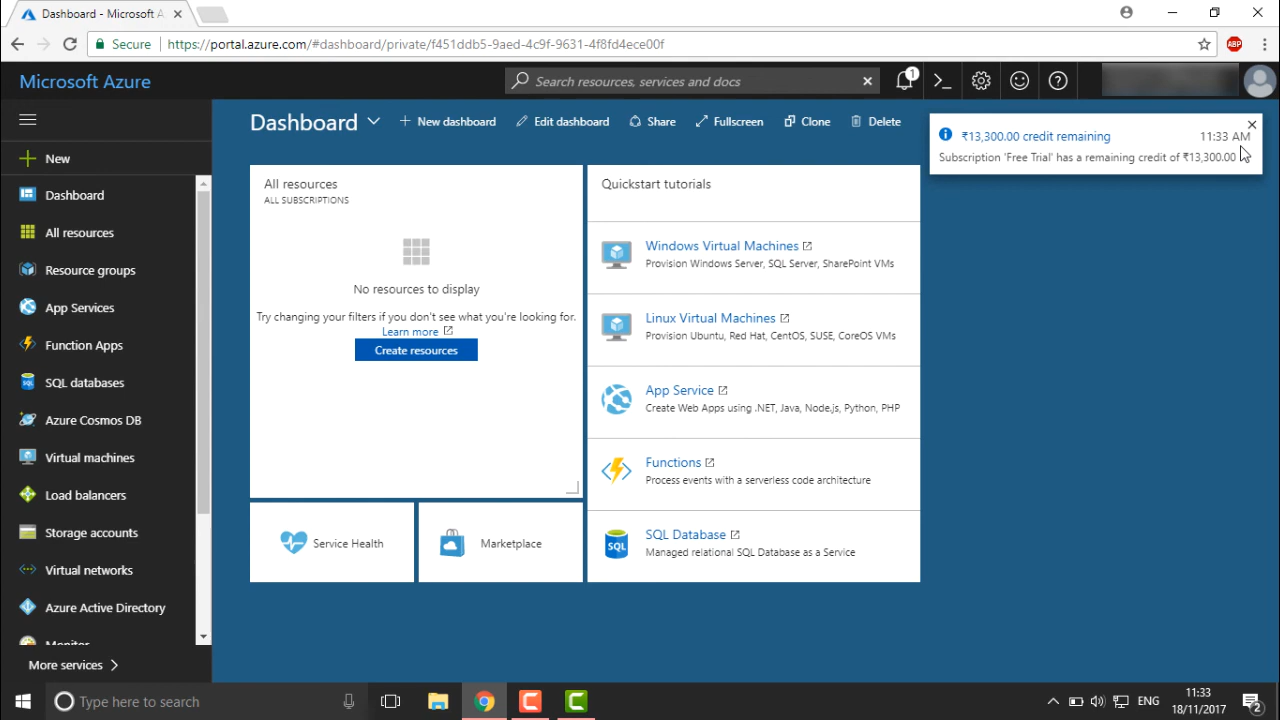 Dashboard - Microsoft A
Secure
https://portal.azure.com/#dashboard/private/f451ddb5-9aed-4c9f-9631-4f8fd4ece00f
ABP
Microsoft Azure
Search resources, services and docs
1
Dashboard
New dashboard
Edit dashboard
Share
Fullscreen
Clone
Delete
₹13,300.00 credit remaining
11:33 AM
Subscription 'Free Trial' has a remaining credit of ₹13,300.00
New
Dashboard
All resources
Resource groups
App Services
Function Apps
SQL databases
Azure Cosmos DB
Virtual machines
Load balancers
Storage accounts
Virtual networks
Azure Active Directory
Monitor
More services
All resources
ALL SUBSCRIPTIONS
No resources to display
Try changing your filters if you don't see what you're looking for.
Learn more
Create resources
Service Health
Marketplace
Quickstart tutorials
Windows Virtual Machines
Provision Windows Server, SQL Server, SharePoint VMs
Linux Virtual Machines
Provision Ubuntu, Red Hat, CentOS, SUSE, CoreOS VMs
App Service
Create Web Apps using .NET, Java, Node.js, Python, PHP
Functions
Process events with a serverless code architecture
SQL
SQL Database
Managed relational SQL Database as a Service
Type here to search
ENG
11:33
18/11/2017
2